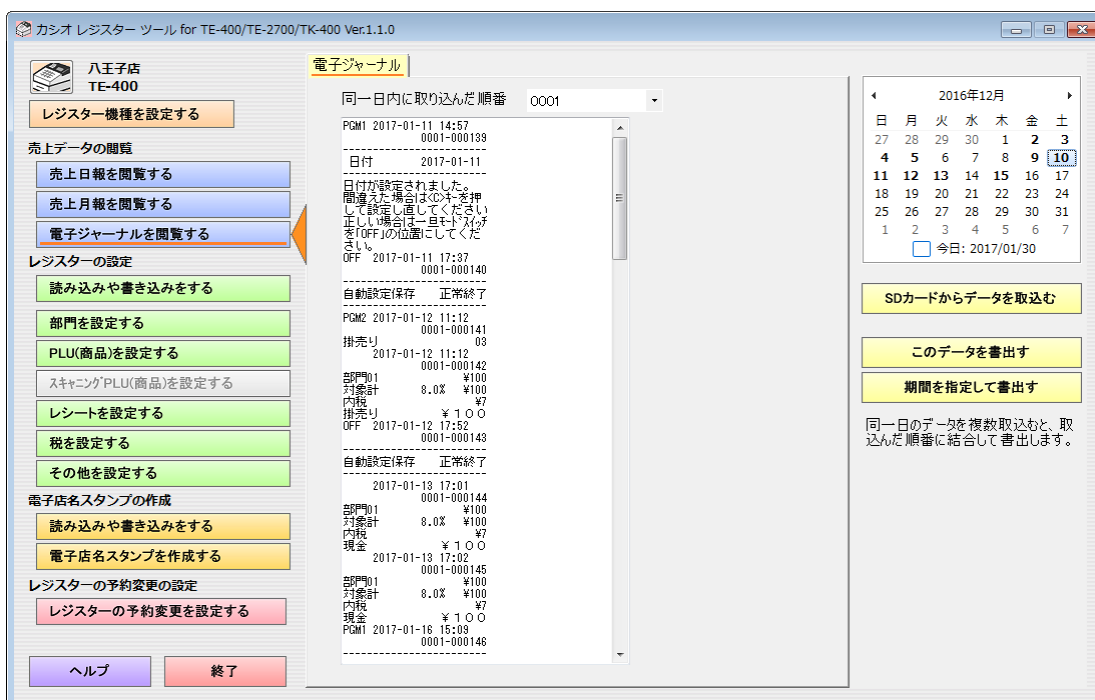 カシオ レジスター ツール for TE-400/TE-2700/TK-400 Ver.1.1.0
八王子店
TE-400
レジスター機種を設定する
売上データの閲覧
売上日報を閲覧する
売上月報を閲覧する
電子ジャーナルを閲覧する
レジスターの設定
読み込みや書き込みをする
部門を設定する
PLU(商品)を設定する
スキャニングPLU(商品)を設定する
レシートを設定する
税を設定する
その他を設定する
電子店名スタンプの作成
読み込みや書き込みをする
電子店名スタンプを作成する
レジスターの予約変更の設定
レジスターの予約変更を設定する
ヘルプ
終了
電子ジャーナル
同一日内に取り込んだ順番 0001
PGM1 2017-01-11 14:57
0001-000139
------------------------
日付 2017-01-11
------------------------
日付が設定されました。
間違えた場合は<C>キーを押
して設定し直してください
正しい場合は一旦モードスイッチ
を「OFF」の位置にしてくだ
さい。
OFF 2017-01-11 17:37
0001-000140
------------------------
自動設定保存 正常終了
------------------------
PGM2 2017-01-12 11:12
0001-000141
掛売り 03
2017-01-12 11:12
0001-000142
部門01 ¥100
対象計 8.0% ¥100
内税 ¥7
掛売り ¥100
OFF 2017-01-12 17:52
0001-000143
------------------------
自動設定保存 正常終了
------------------------
2017-01-13 17:01
0001-000144
部門01 ¥100
対象計 8.0% ¥100
内税 ¥7
現金 ¥100
2017-01-13 17:02
0001-000145
部門01 ¥100
対象計 8.0% ¥100
内税 ¥7
現金 ¥100
PGM1 2017-01-16 15:09
0001-000146
------------------------
2016年12月
日 月 火 水 木 金 土
27 28 29 30 1 2 3
4 5 6 7 8 9 10
11 12 13 14 15 16 17
18 19 20 21 22 23 24
25 26 27 28 29 30 31
1 2 3 4 5 6 7
今日: 2017/01/30
SDカードからデータを取込む
このデータを書出す
期間を指定して書出す
同一日のデータを複数取込むと、取
込んだ順番に結合して書出します。